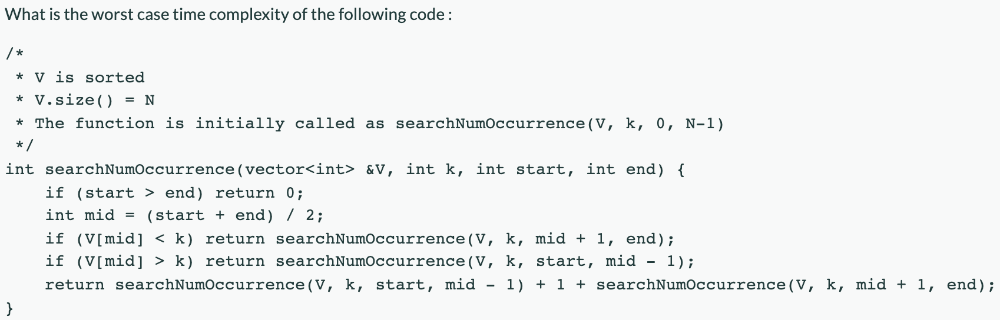 What is the worst case time complexity of the following code :
/*
 * V is sorted
 * V.size() = N
 * The function is initially called as searchNumOccurrence(V, k, 0, N-1)
 */
int searchNumOccurrence(vector<int> &V, int k, int start, int end) {
    if (start > end) return 0;
    int mid = (start + end) / 2;
    if (V[mid] < k) return searchNumOccurrence(V, k, mid + 1, end);
    if (V[mid] > k) return searchNumOccurrence(V, k, start, mid - 1);
    return searchNumOccurrence(V, k, start, mid - 1) + 1 + searchNumOccurrence(V, k, mid + 1, end);
}